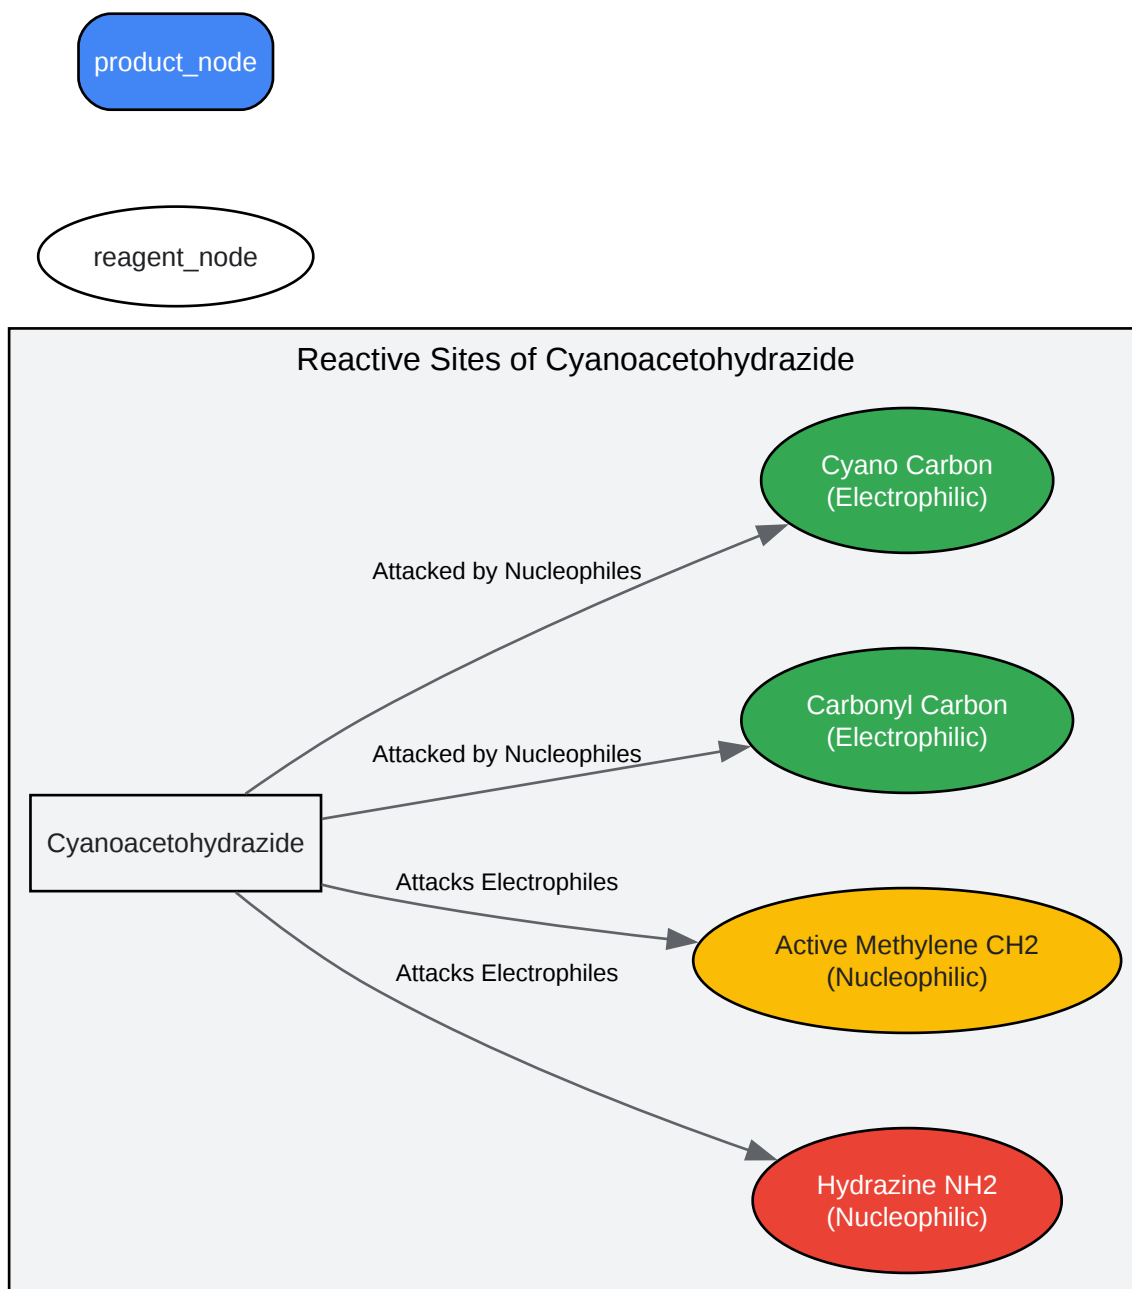 product_node
reagent_node
Reactive Sites of Cyanoacetohydrazide
Cyano Carbon
(Electrophilic)
Attacked by Nucleophiles
Carbonyl Carbon
(Electrophilic)
Attacked by Nucleophiles
Cyanoacetohydrazide
Attacks Electrophiles
Active Methylene CH2
(Nucleophilic)
Attacks Electrophiles
Hydrazine NH2
(Nucleophilic)